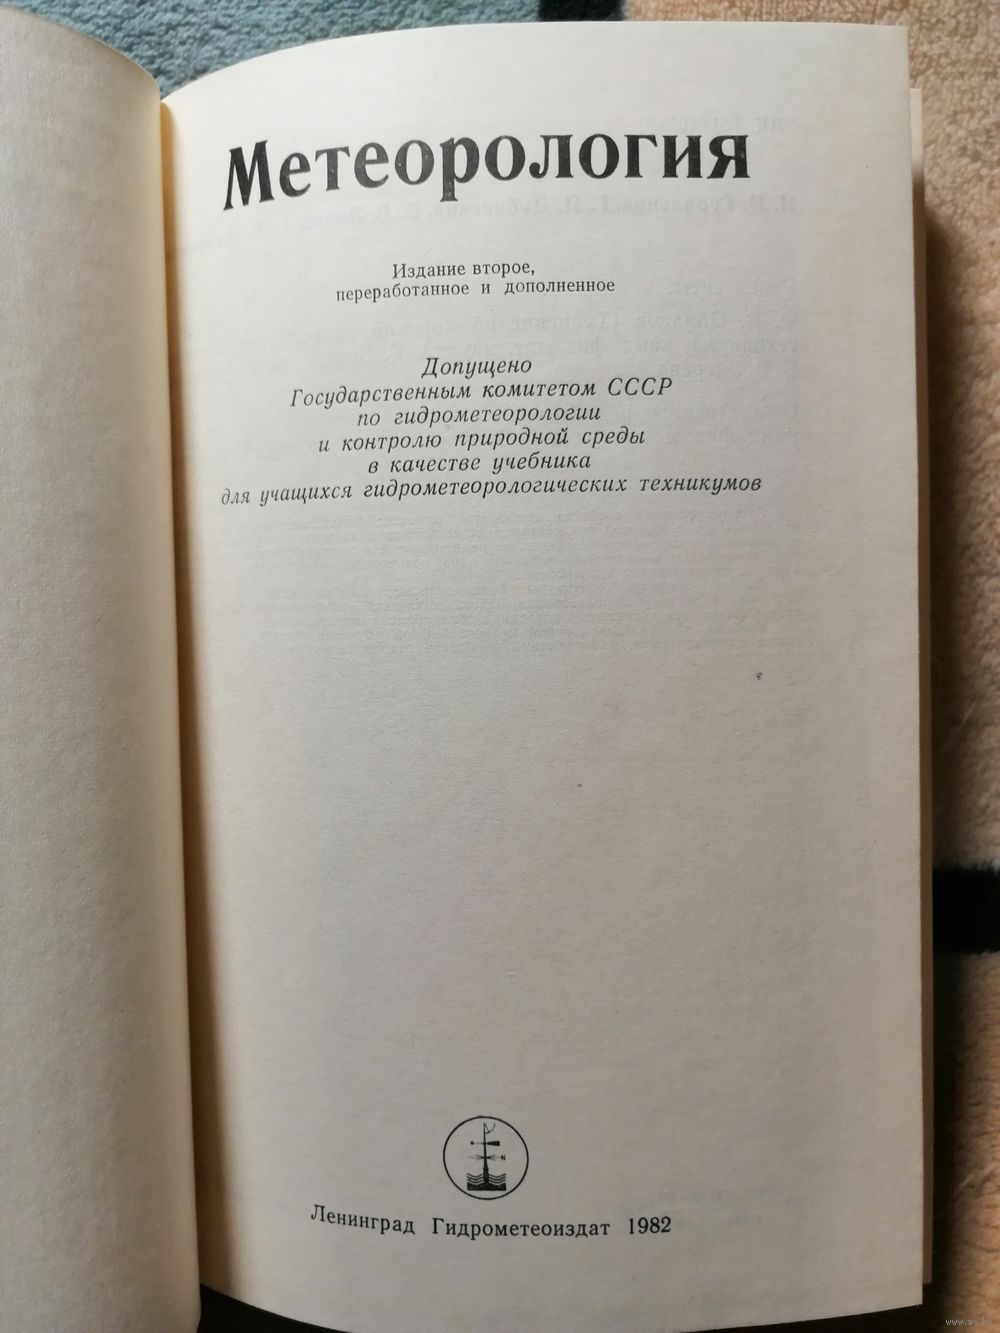 Метеорология
Издание второе,
переработанное и дополненное
Допущено
Государственным комитетом СССР
по гидрометеорологии
и контролю природной среды
в качестве учебника
для учащихся гидрометеорологических техникумов
Ленинград Гидрометеоиздат 1982